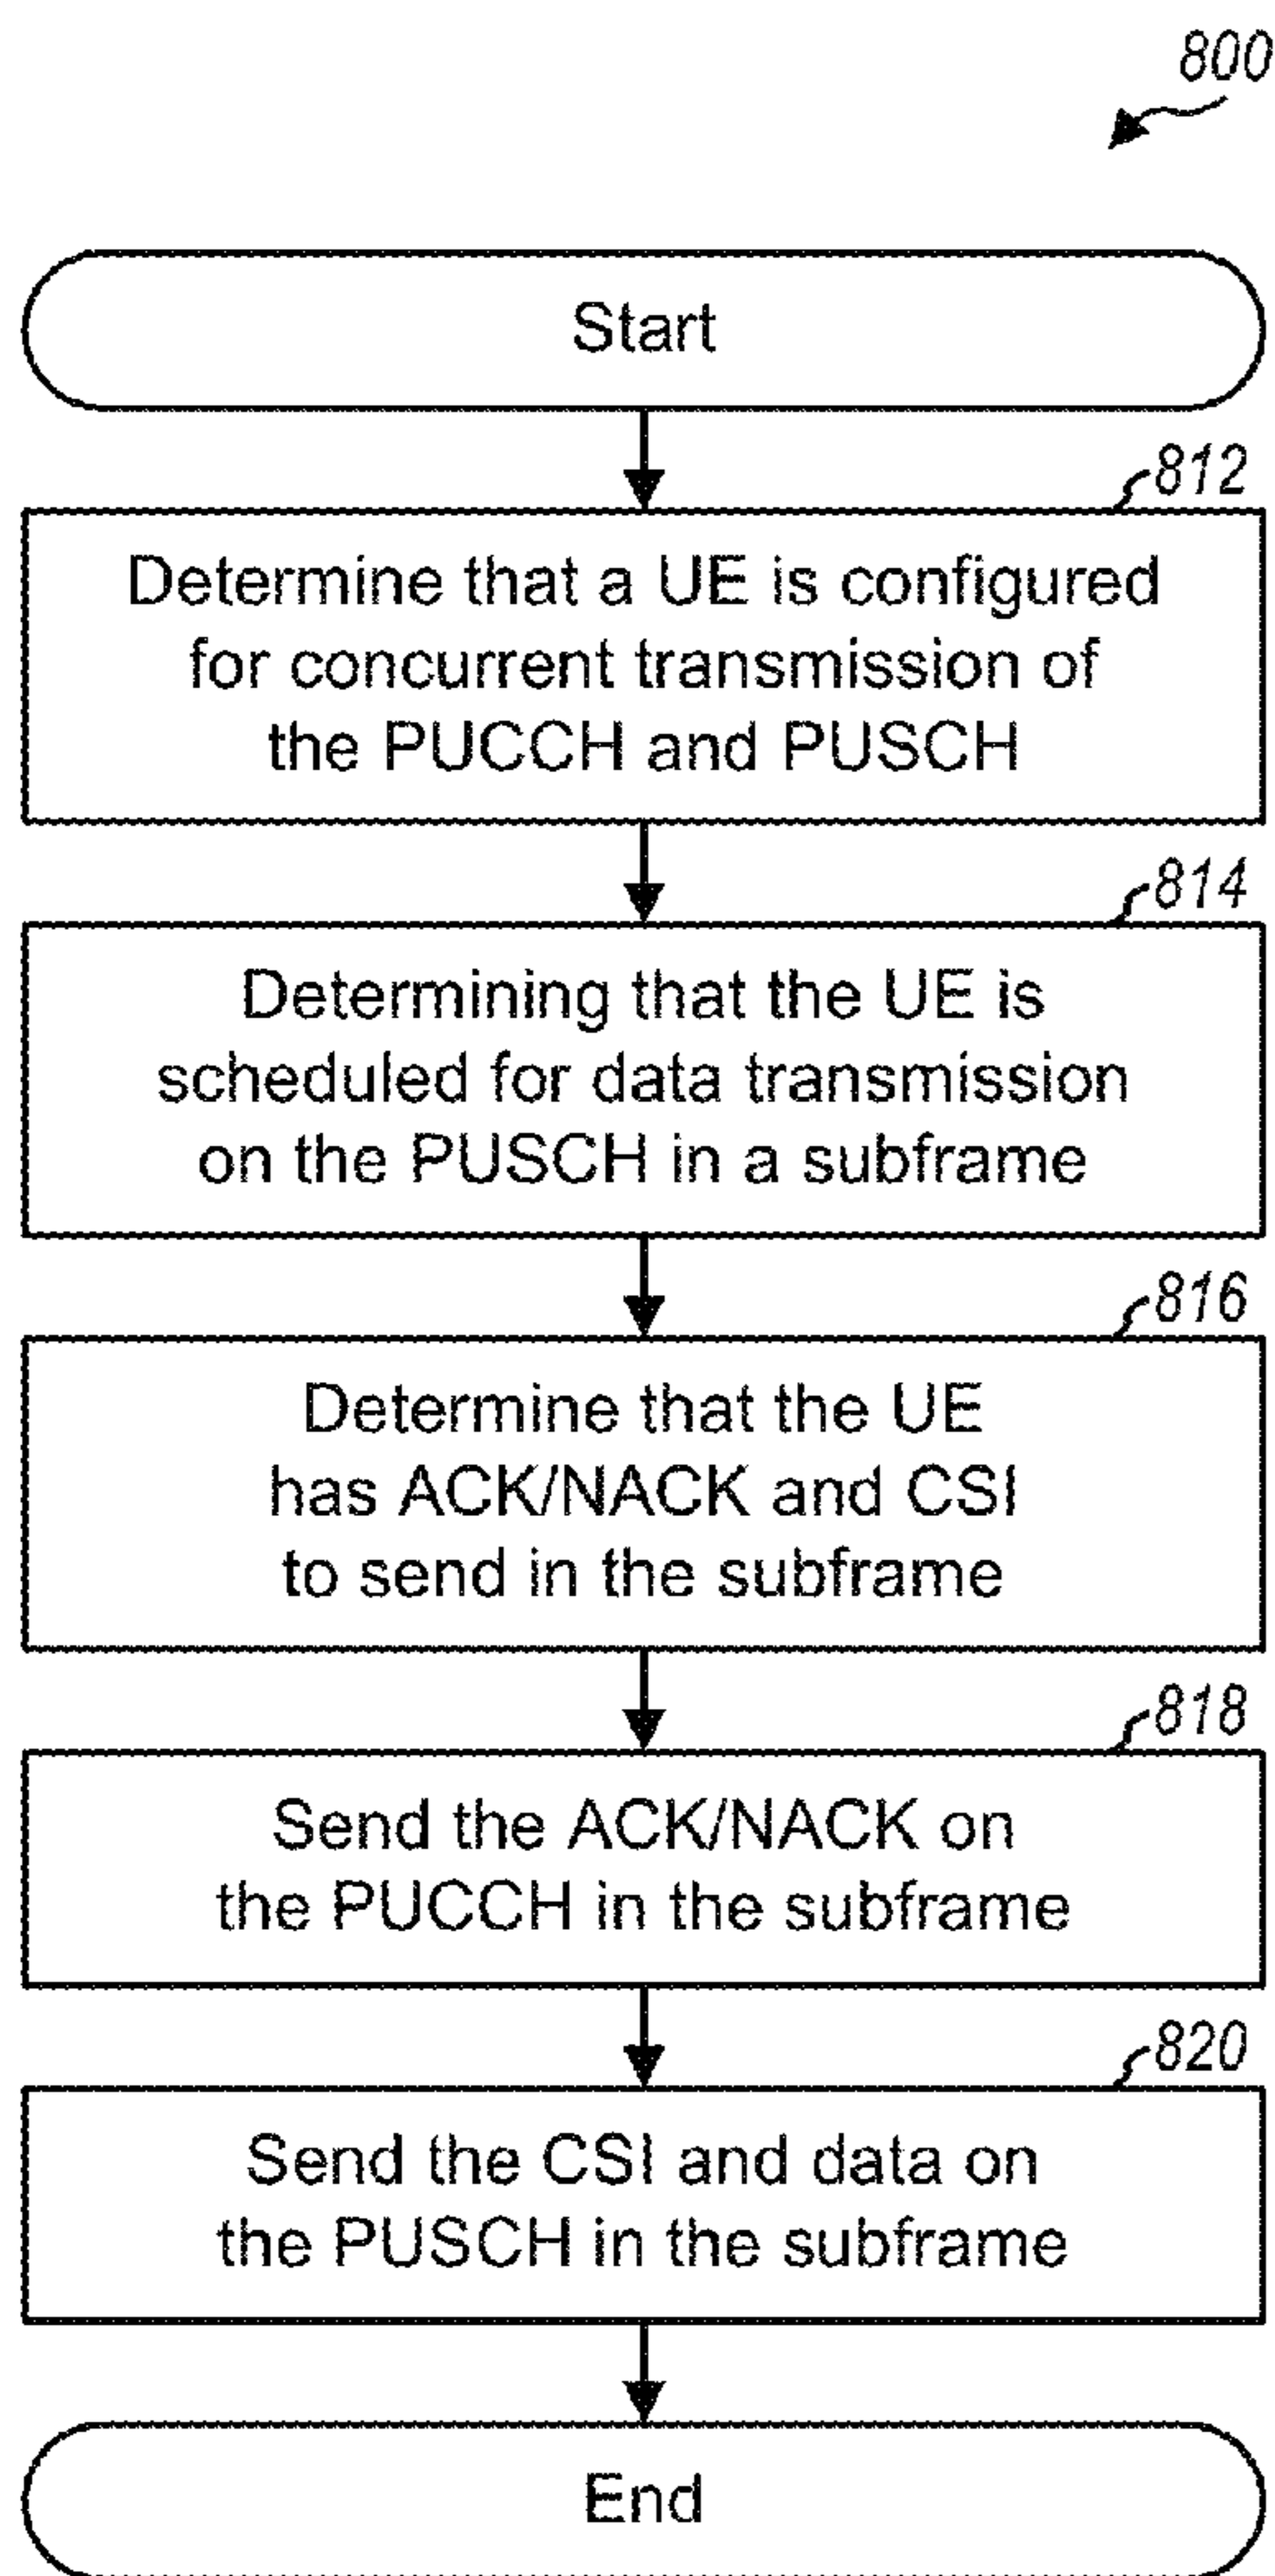 800
Start
812
Determine that a UE is configured
for concurrent transmission of
the PUCCH and PUSCH
814
Determining that the UE is
scheduled for data transmission
on the PUSCH in a subframe
816
Determine that the UE
has ACK/NACK and CSI
to send in the subframe
818
Send the ACK/NACK on
the PUCCH in the subframe
820
Send the CSI and data on
the PUSCH in the subframe
End